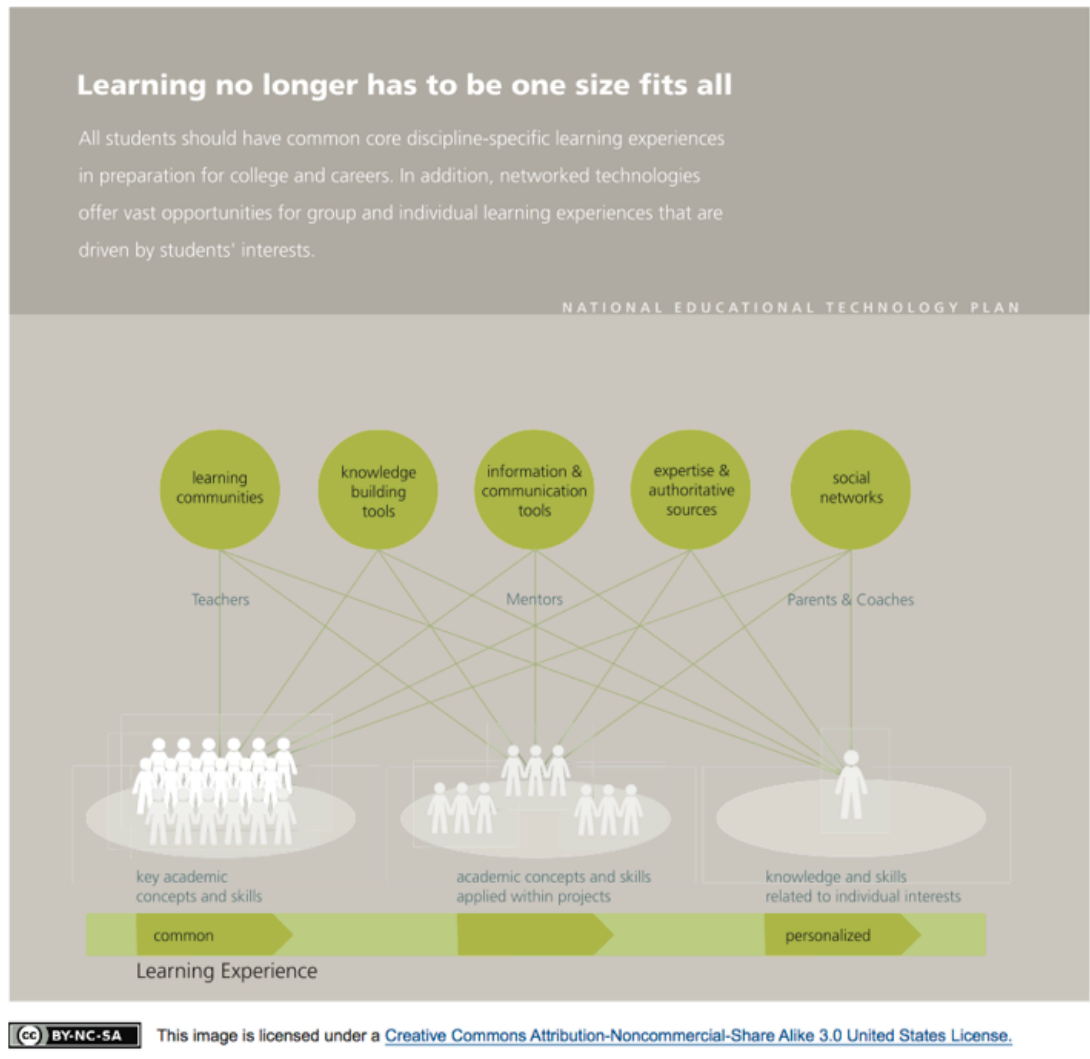 Learning no longer has to be one size fits all
All students should have common core discipline-specific learning experiences
in preparation for college and careers. In addition, networked technologies
offer vast opportunities for group and individual learning experiences that are
driven by students' interests.
NATIONAL EDUCATIONAL TECHNOLOGY PLAN
learning
communities
knowledge
building
tools
information &
communication
tools
expertise &
authoritative
sources
social
networks
Teachers
Mentors
Parents & Coaches
key academic
concepts and skills
academic concepts and skills
applied within projects
knowledge and skills
related to individual interests
common
personalized
Learning Experience
cc BY-NC-SA
This image is licensed under a Creative Commons Attribution-Noncommercial-Share Alike 3.0 United States License.